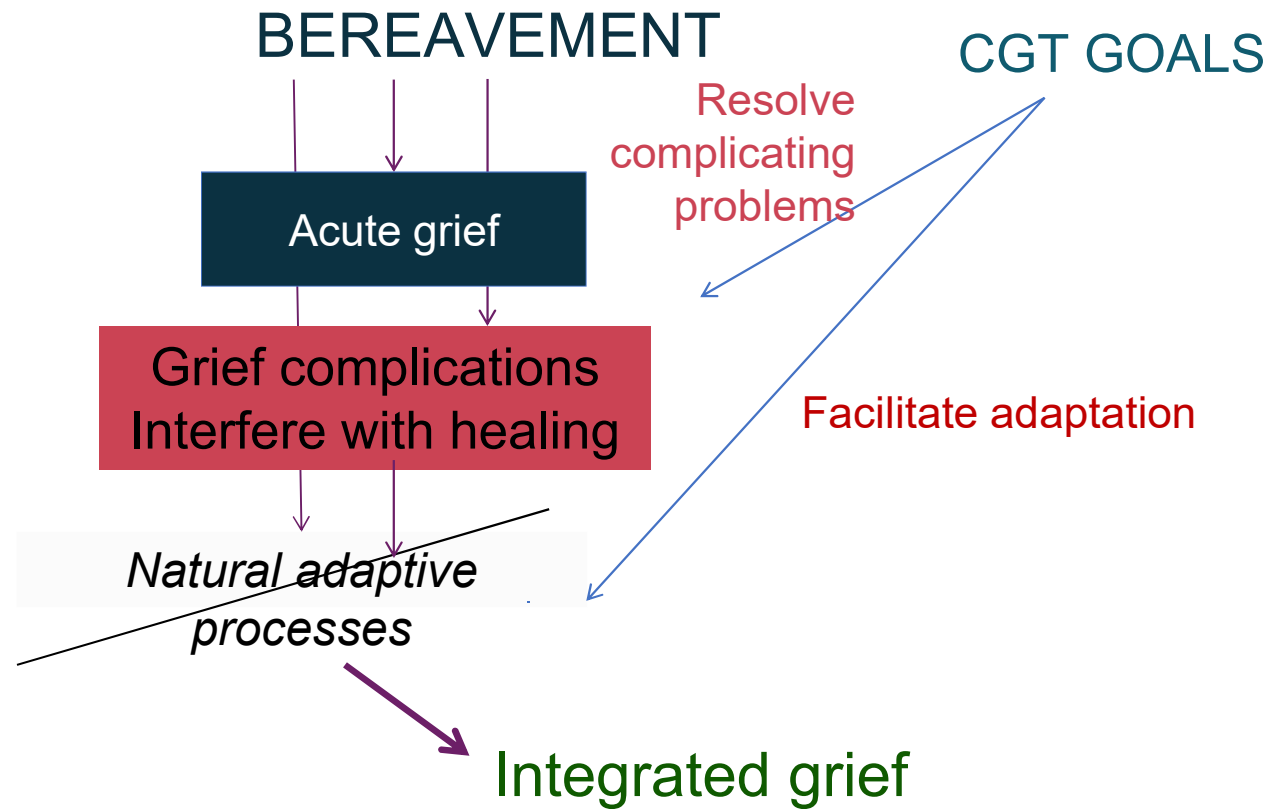 BEREAVEMENT
CGT GOALS
Resolve
complicating
problems
Acute grief
Grief complications
Interfere with healing
Facilitate adaptation
Natural adaptive
processes
Integrated grief